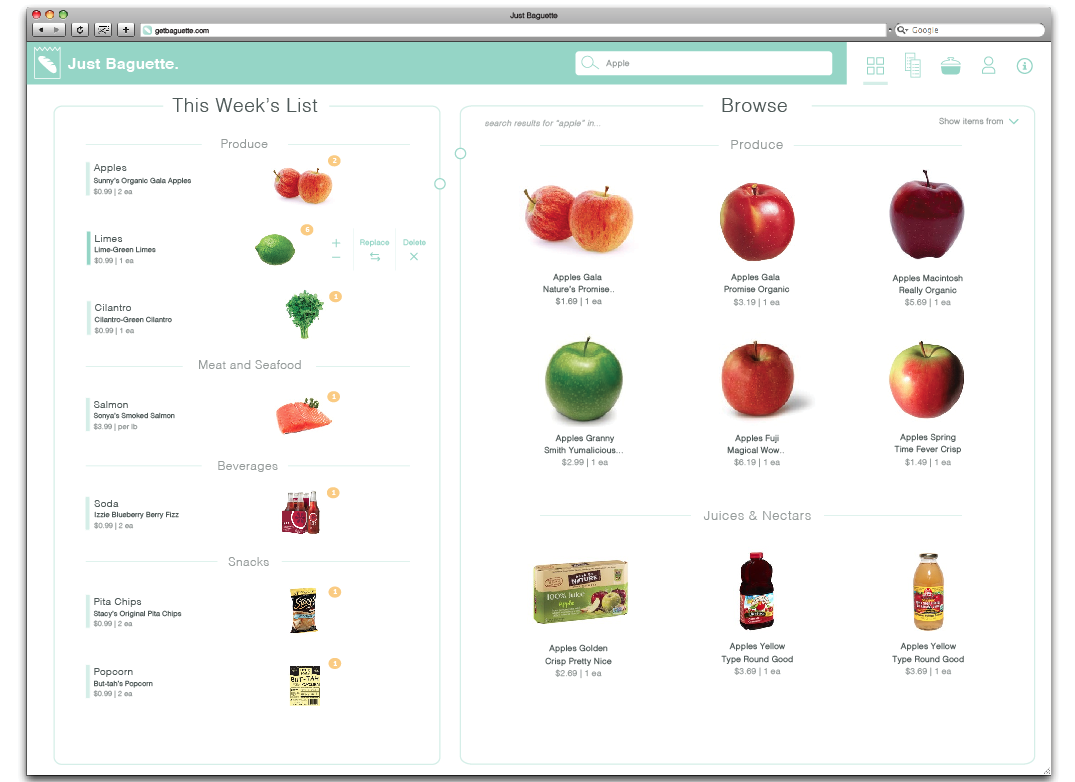 Just Baguette
getbaguette.com
Google
Just Baguette.
Apple
This Week's List
Produce
Apples
Sunny's Organic Gala Apples
$0.99 | 2 ea
2
Limes
Lime-Green Limes
$0.99 | 1 ea
6
+
−
Replace
Delete
Cilantro
Cilantro-Green Cilantro
$0.99 | 1 ea
1
Meat and Seafood
Salmon
Sonya's Smoked Salmon
$3.99 | per lb
1
Beverages
Soda
Izzie Blueberry Berry Fizz
$0.99 | 2 ea
1
Snacks
Pita Chips
Stacy's Original Pita Chips
$0.99 | 2 ea
Stacy's
1
Popcorn
But-tah's Popcorn
$0.99 | 2 ea
BUT-TAH
1
Browse
search results for "apple" in...
Show items from
Produce
Apples Gala
Nature's Promise..
$1.69 | 1 ea
Apples Gala
Promise Organic
$3.19 | 1 ea
Apples Macintosh
Really Organic
$5.69 | 1 ea
Apples Granny
Smith Yumalicious...
$2.99 | 1 ea
Apples Fuji
Magical Wow..
$6.19 | 1 ea
Apples Spring
Time Fever Crisp
$1.49 | 1 ea
Juices & Nectars
NATURE
100% juice
apple
Apples Golden
Crisp Pretty Nice
$2.69 | 1 ea
Apples Yellow
Type Round Good
$3.69 | 1 ea
Apples Yellow
Type Round Good
$3.69 | 1 ea